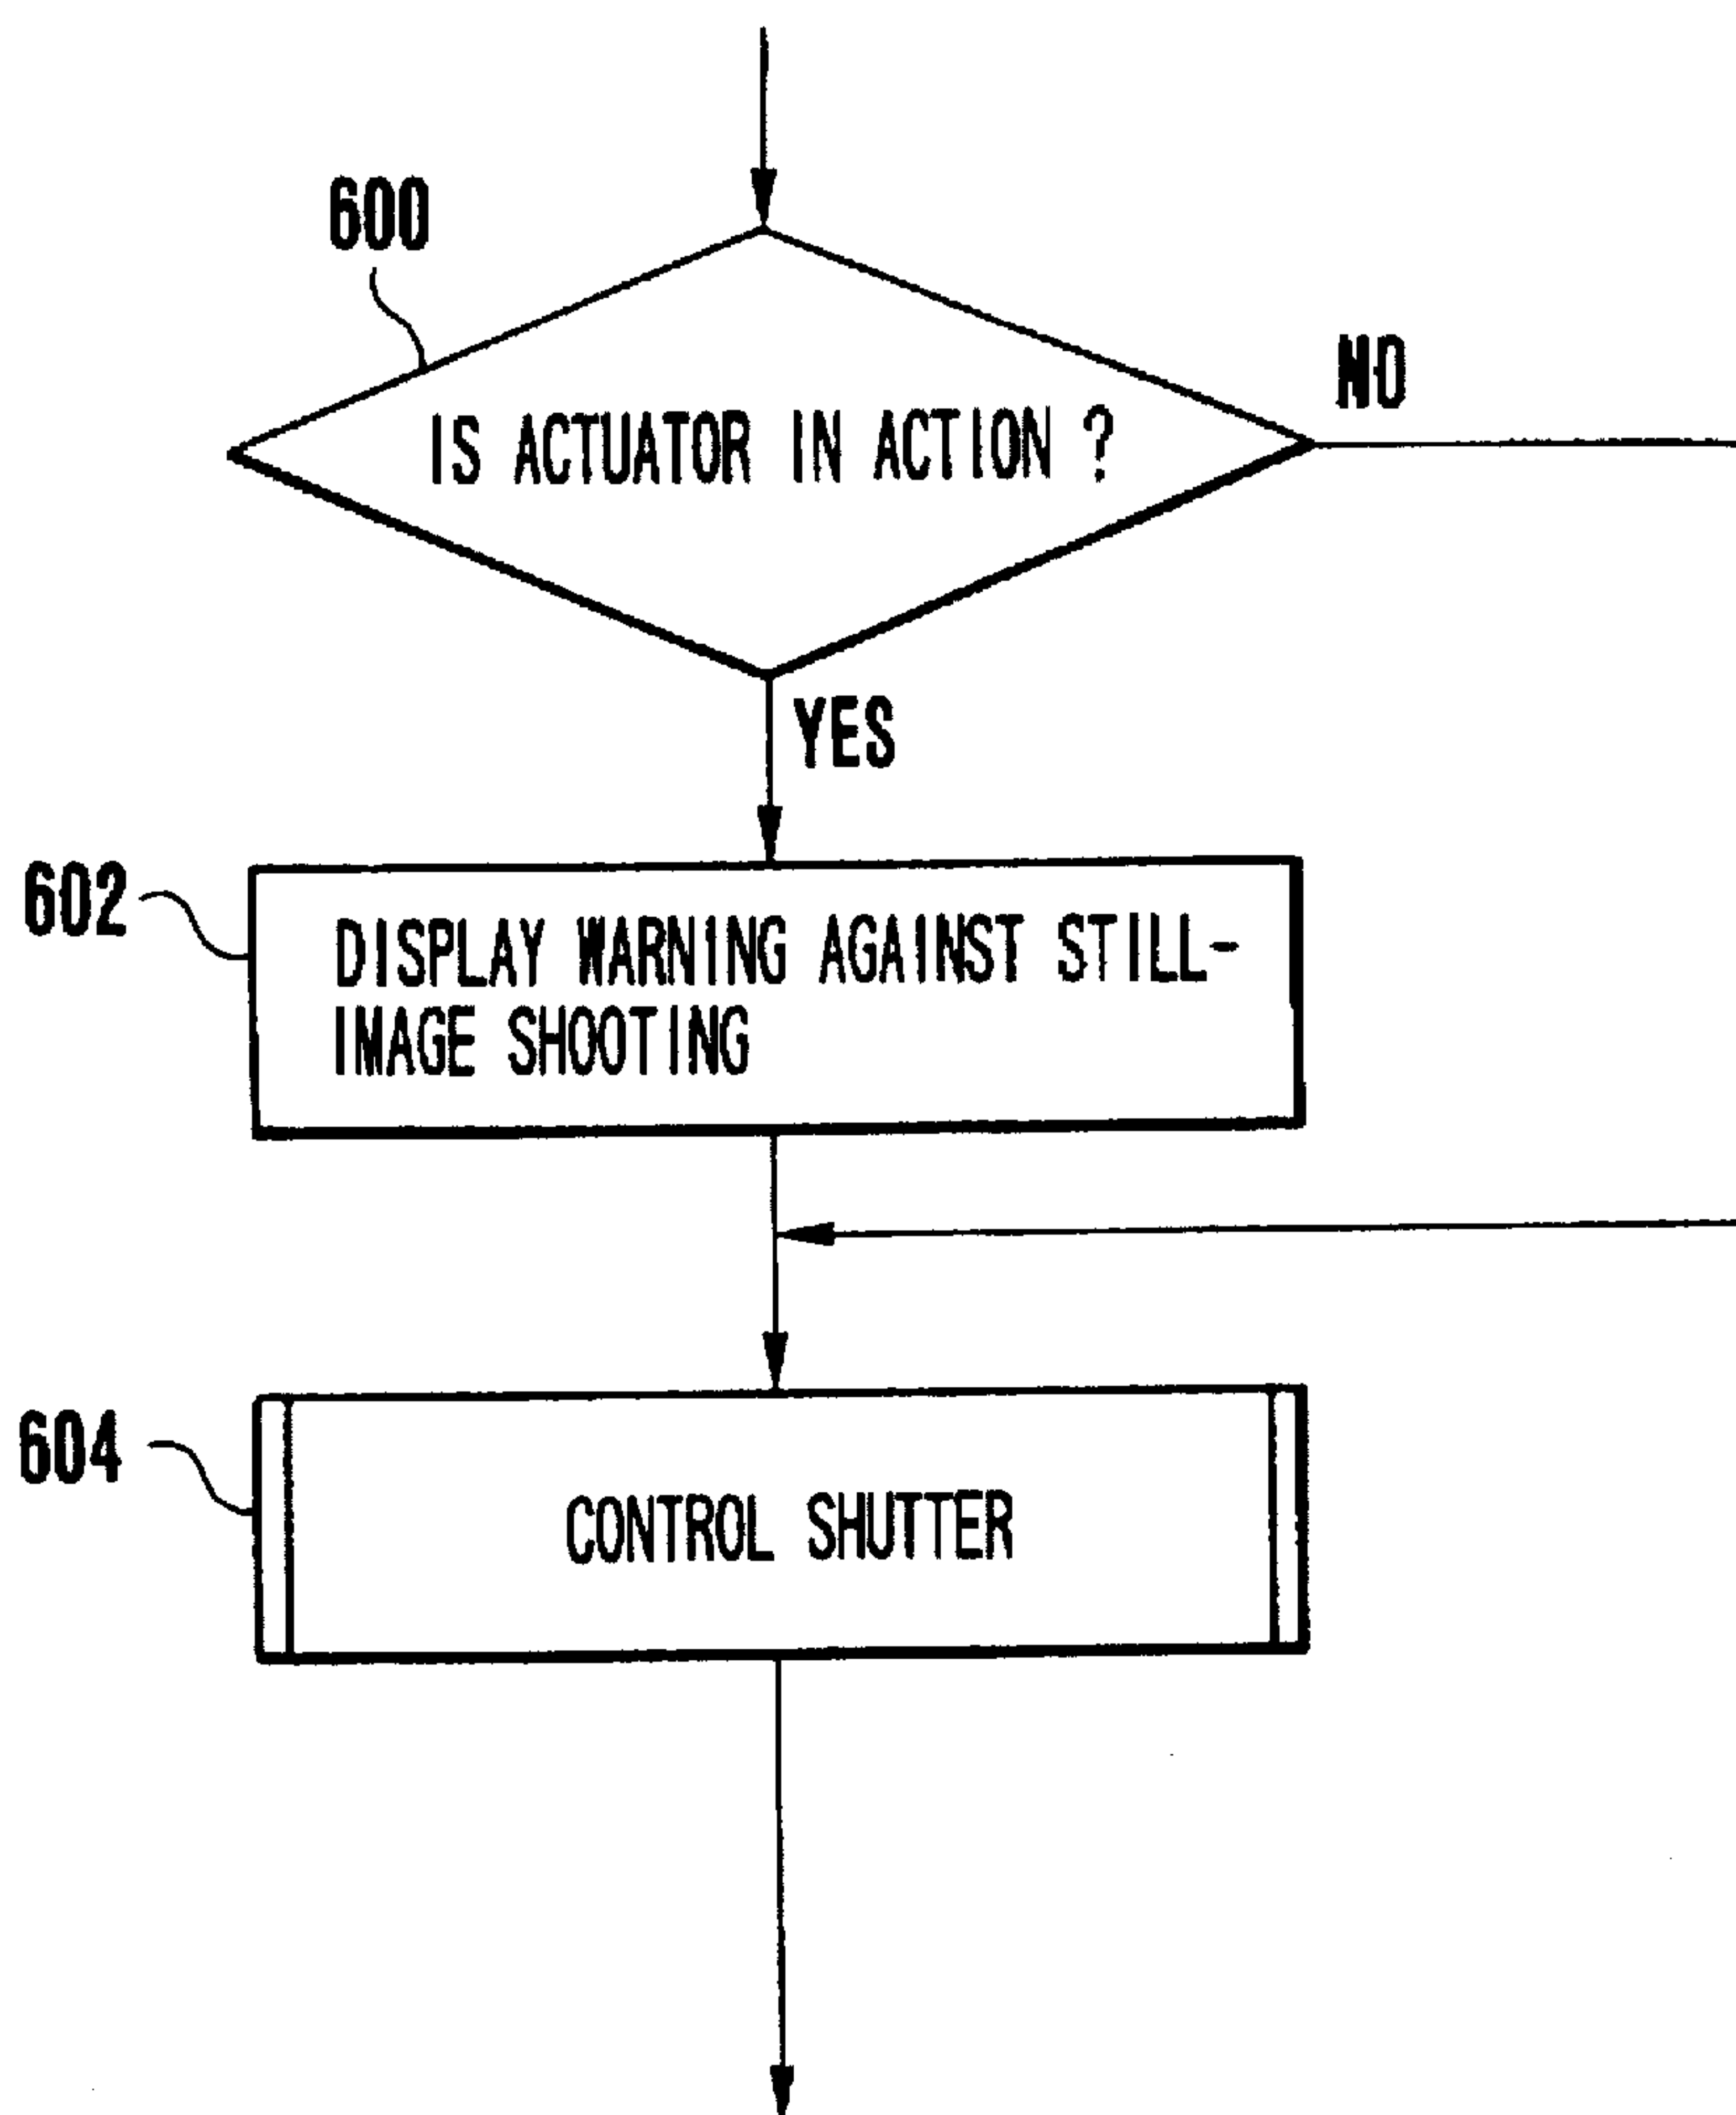 600
IS ACTUATOR IN ACTION ?
NO
YES
602
DISPLAY WARNING AGAINST STILL-
IMAGE SHOOTING
604
CONTROL SHUTTER